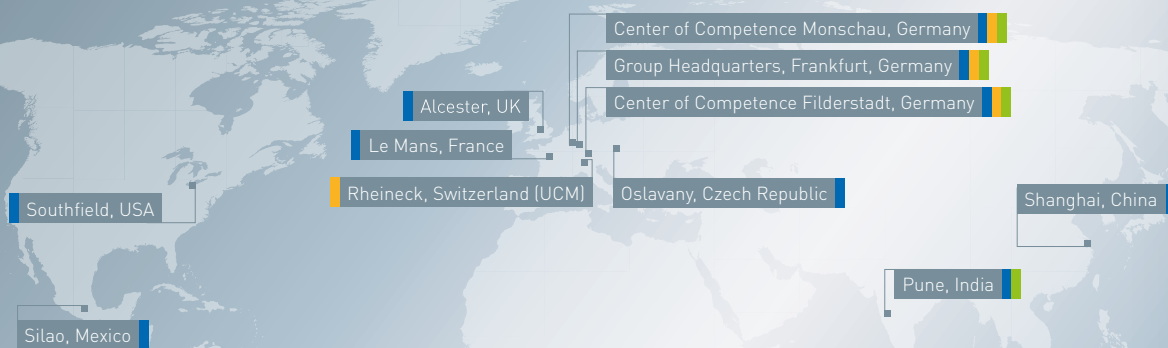 Center of Competence Monschau, Germany
Group Headquarters, Frankfurt, Germany
Center of Competence Filderstadt, Germany
Alcester, UK
Le Mans, France
Rheineck, Switzerland (UCM)
Oslavany, Czech Republic
Southfield, USA
Shanghai, China
Pune, India
Silao, Mexico